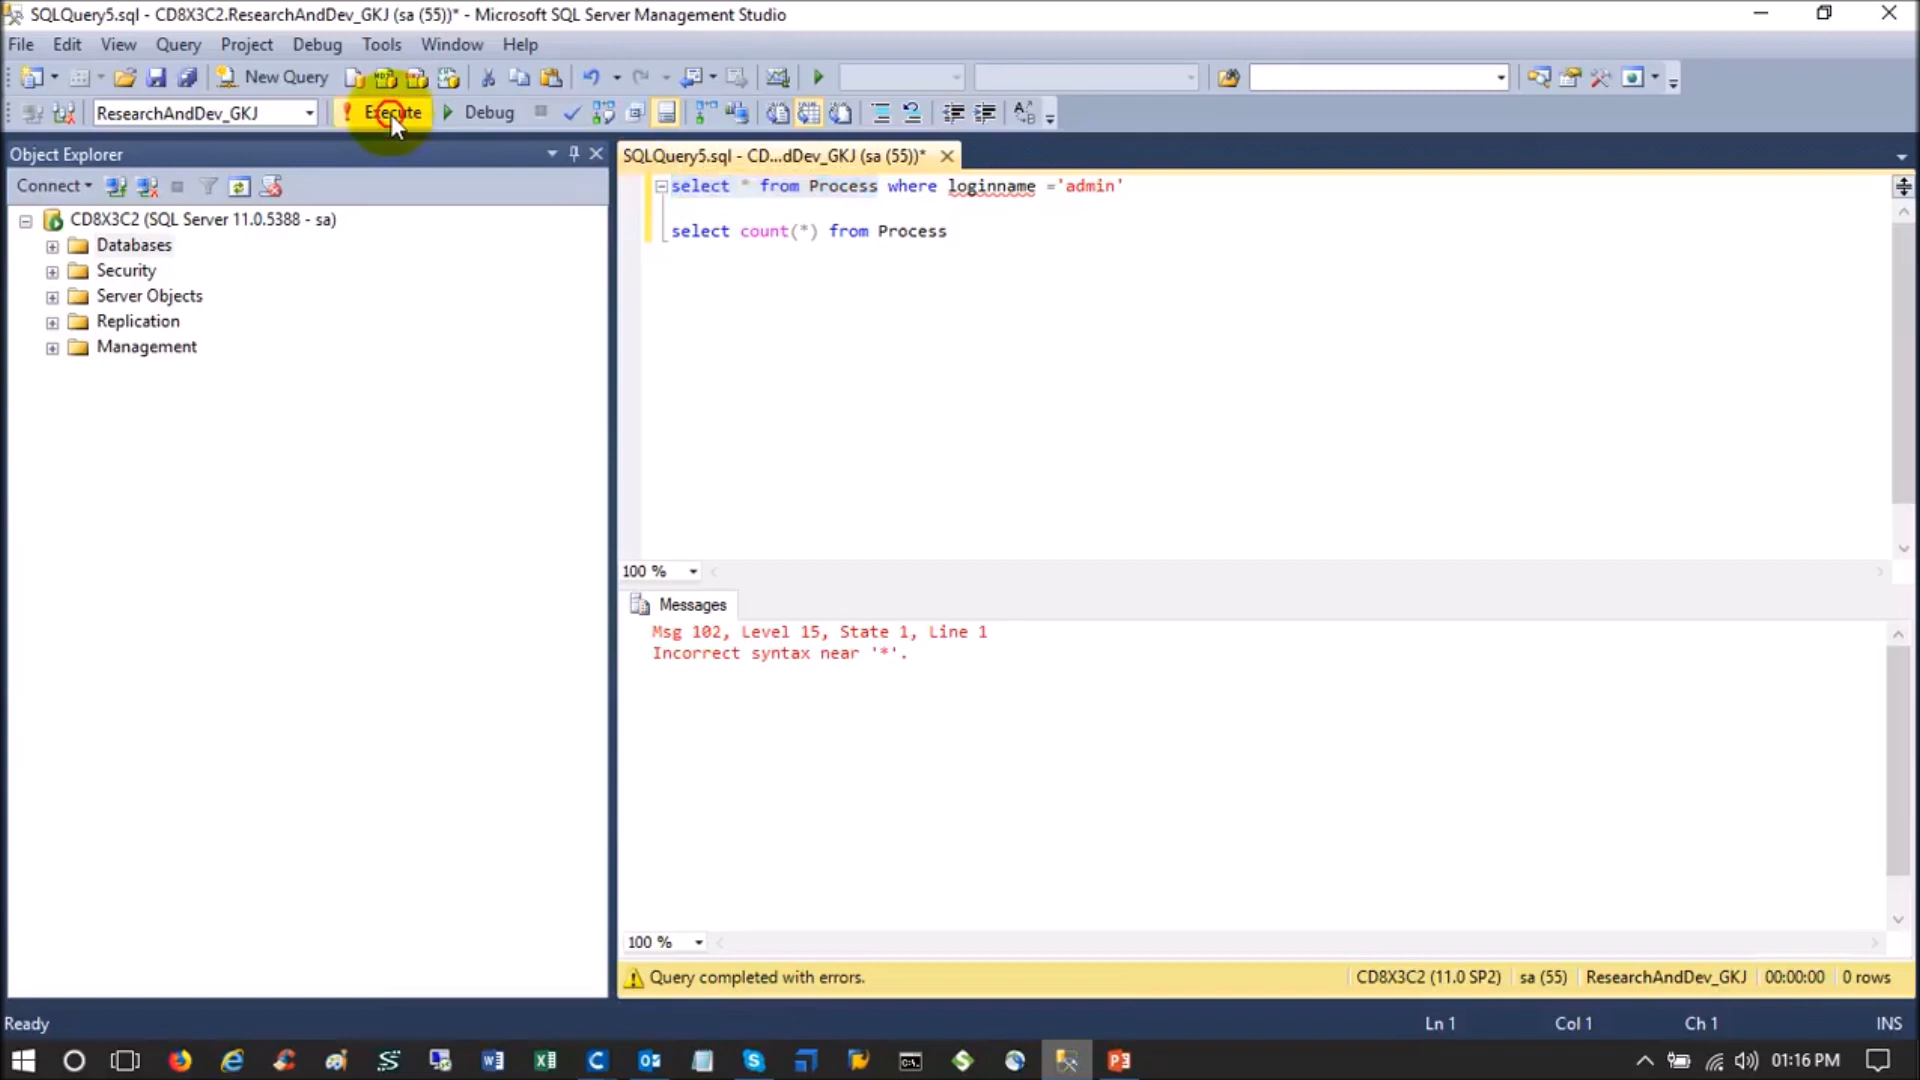 SQLQuery5.sql - CD8X3C2.ResearchAndDev_GKJ (sa (55))* - Microsoft SQL Server Management Studio
File Edit View Query Project Debug Tools Window Help
New Query
ResearchAndDev_GKJ Execute Debug
Object Explorer
SQLQuery5.sql - CD...dDev_GKJ (sa (55))*
Connect
select * from Process where loginname ='admin'
CD8X3C2 (SQL Server 11.0.5388 - sa)
select count(*) from Process
Databases
Security
Server Objects
Replication
Management
100 %
Messages
Msg 102, Level 15, State 1, Line 1
Incorrect syntax near '*'.
100 %
Query completed with errors. CD8X3C2 (11.0 SP2) sa (55) ResearchAndDev_GKJ 00:00:00 0 rows
Ready Ln 1 Col 1 Ch 1 INS
01:16 PM